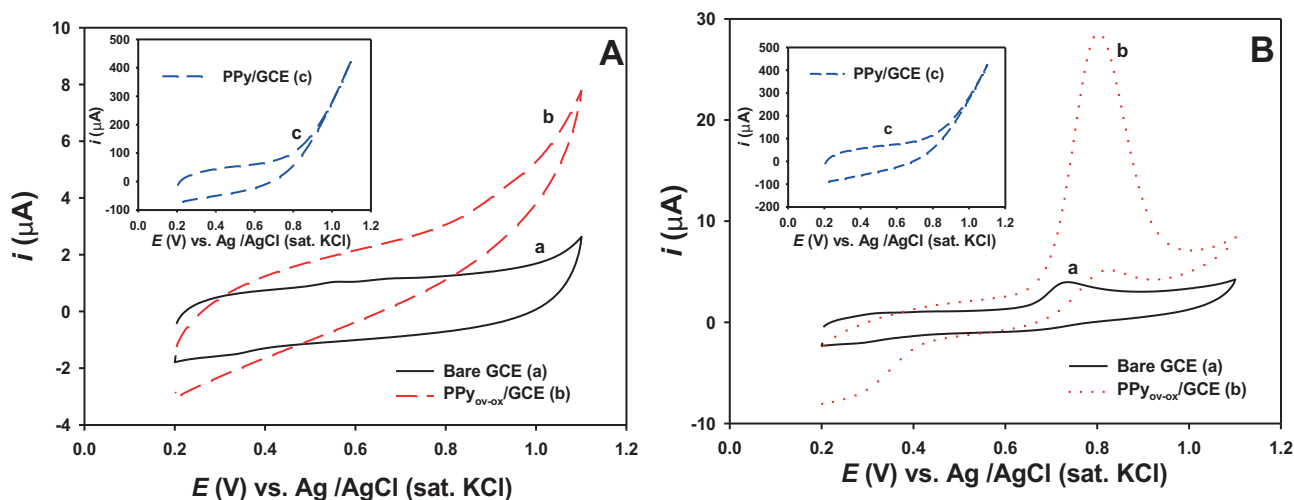 A
10
8
6
4
2
0
-2
-4
i (µA)
0.0 0.2 0.4 0.6 0.8 1.0 1.2
E (V) vs. Ag /AgCl (sat. KCl)
b
a
Bare GCE (a)
PPyov-ox/GCE (b)
500
400
300
200
100
0
-100
i (µA)
PPy/GCE (c)
c
0.0 0.2 0.4 0.6 0.8 1.0 1.2
E (V) vs. Ag /AgCl (sat. KCl)
B
30
20
10
0
-10
i (µA)
0.0 0.2 0.4 0.6 0.8 1.0 1.2
E (V) vs. Ag /AgCl (sat. KCl)
b
a
Bare GCE (a)
PPyov-ox/GCE (b)
500
400
300
200
100
0
-100
-200
i (µA)
PPy/GCE (c)
c
0.0 0.2 0.4 0.6 0.8 1.0 1.2
E (V) vs. Ag /AgCl (sat. KCl)